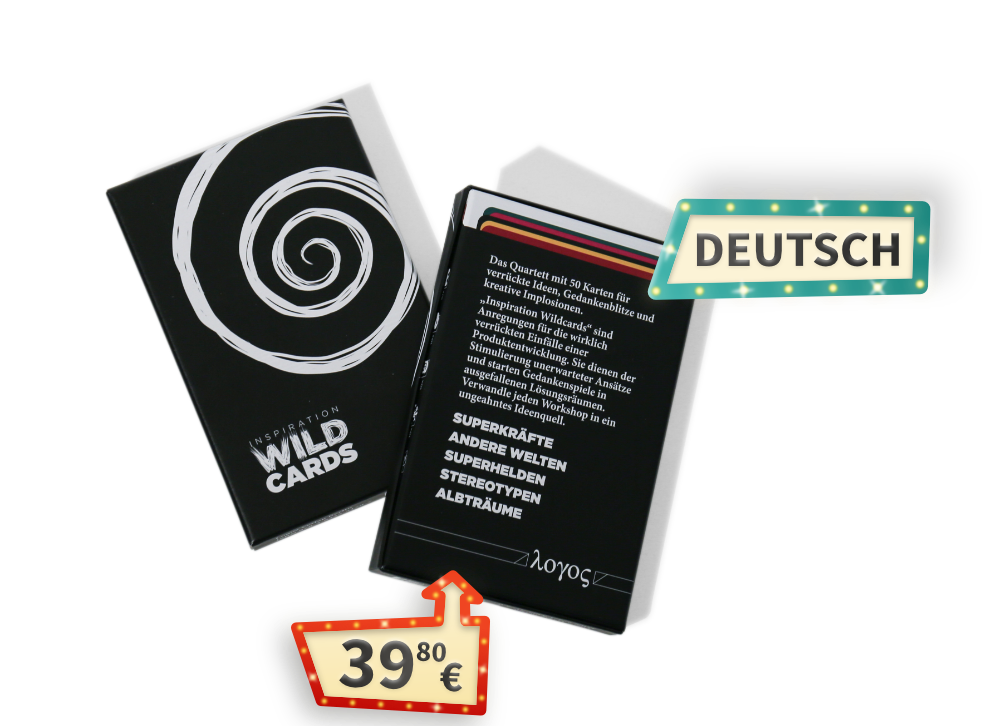 INSPIRATION
WILD
CARDS
Das Quartett mit 50 Karten für
verrückte Ideen, Gedankenblitze und
kreative Implosionen.
„Inspiration Wildcards“ sind
Anregungen für die wirklich
verrückten Einfälle einer
Produktentwicklung. Sie dienen der
Stimulierung unerwarteter Ansätze
und starten Gedankenspiele in
ausgefallenen Lösungsräumen.
Verwandle jeden Workshop in ein
ungeahntes Ideenquell.
SUPERKRÄFTE
ANDERE WELTEN
SUPERHELDEN
STEREOTYPEN
ALBTRÄUME
λογος
DEUTSCH
39 80 €